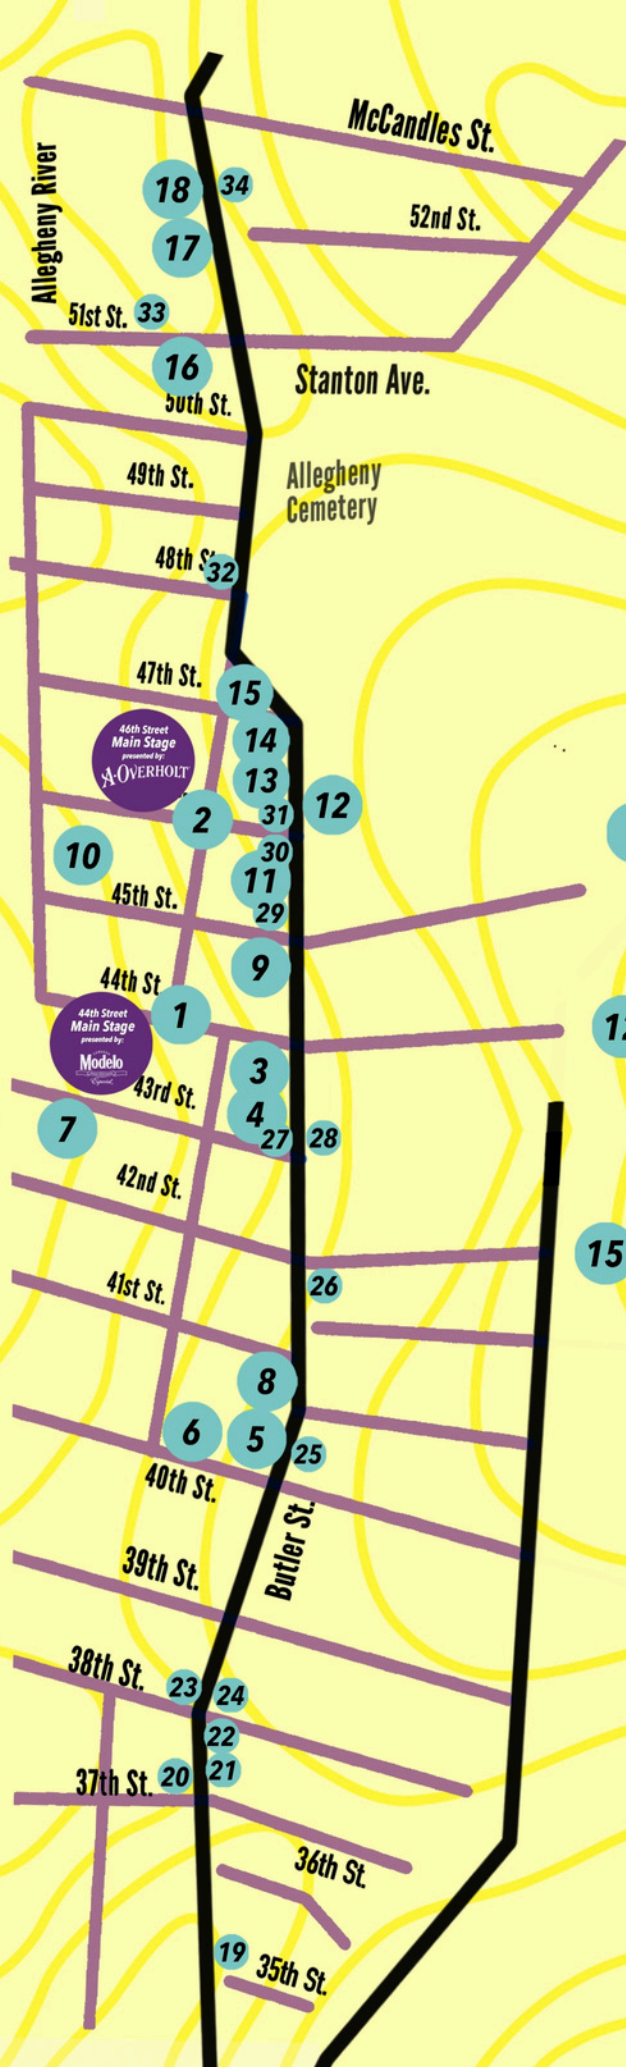 McCandles St.
Allegheny River
18
34
52nd St.
17
51st St.
33
16
Stanton Ave.
50th St.
49th St.
Allegheny
Cemetery
48th St.
32
47th St.
15
46th Street
Main Stage
presented by:
A·OVERHOLT
14
13
12
31
2
10
30
11
45th St.
29
9
44th St
1
12
44th Street
Main Stage
presented by:
Modelo
Especial
3
43rd St.
4
7
27
28
42nd St.
15
26
41st St.
8
6
5
25
40th St.
Butler St.
39th St.
38th St.
23
24
22
37th St.
20
21
36th St.
19
35th St.